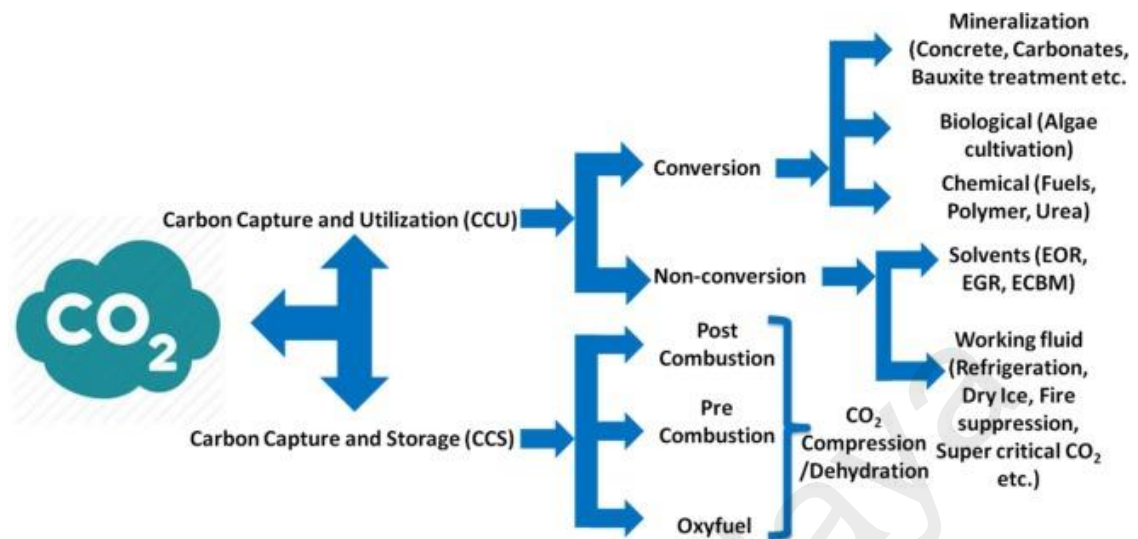 Mineralization
(Concrete, Carbonates,
Bauxite treatment etc.
Biological (Algae
cultivation)
Conversion
Chemical (Fuels,
Polymer, Urea)
Carbon Capture and Utilization (CCU)
Solvents (EOR,
EGR, ECBM)
Non-conversion
CO2
Post
Combustion
Working fluid
(Refrigeration,
Dry Ice, Fire
suppression,
Super critical CO2
etc.)
Pre
Combustion
CO2
Compression
/Dehydration
Carbon Capture and Storage (CCS)
Oxyfuel